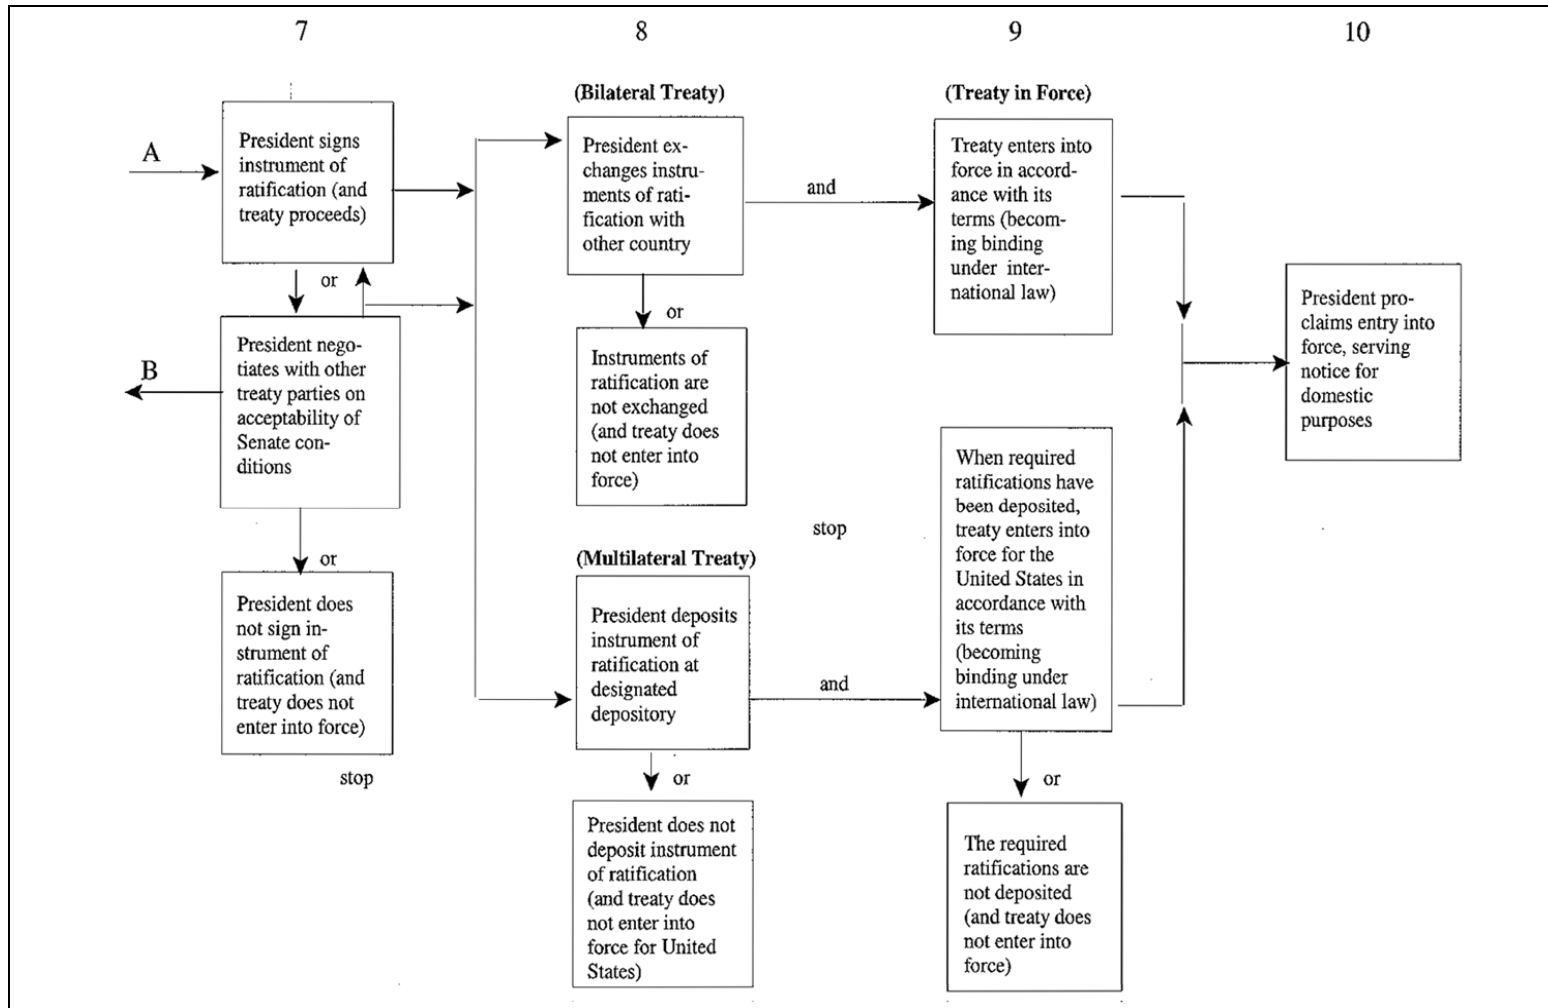 7
8
9
10
A
President signs
instrument of
ratification (and
treaty proceeds)
or
B
President nego-
tiates with other
treaty parties on
acceptability of
Senate con-
ditions
or
President does
not sign in-
strument of
ratification (and
treaty does not
enter into force)
stop
(Bilateral Treaty)
President ex-
changes instru-
ments of rati-
fication with
other country
and
or
Instruments of
ratification are
not exchanged
(and treaty does
not enter into
force)
stop
(Multilateral Treaty)
President deposits
instrument of
ratification at
designated
depository
and
or
President does not
deposit instrument
of ratification
(and treaty does
not enter into
force for United
States)
(Treaty in Force)
Treaty enters into
force in accord-
ance with its
terms (becom-
ing binding
under inter-
national law)
When required
ratifications have
been deposited,
treaty enters into
force for the
United States in
accordance with
its terms
(becoming
binding under
international law)
or
The required
ratifications are
not deposited
(and treaty does
not enter into
force)
President pro-
claims entry into
force, serving
notice for
domestic
purposes